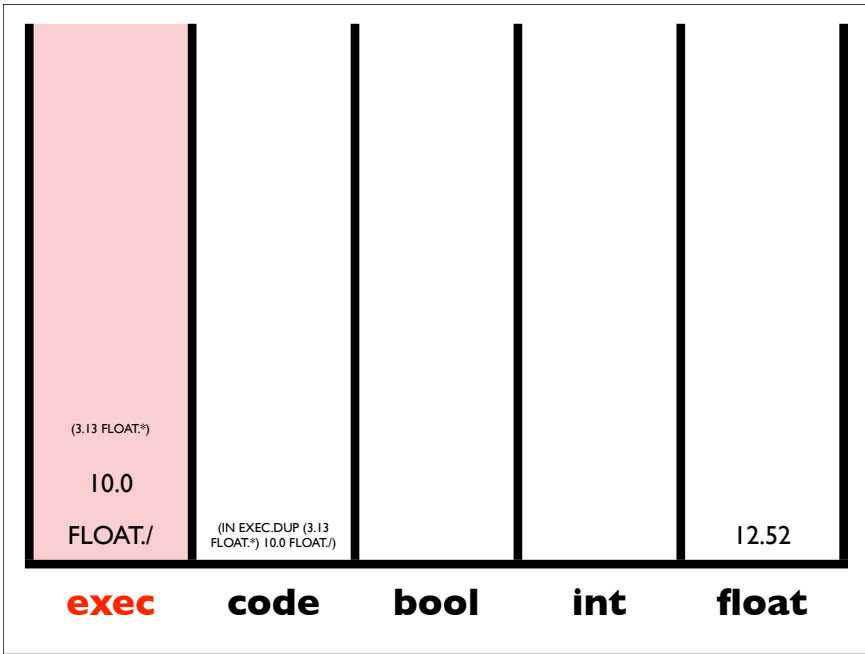 (3.13 FLOAT.*)
10.0
FLOAT./
(IN EXEC.DUP (3.13
FLOAT.*) 10.0 FLOAT./)
12.52
exec code bool int float